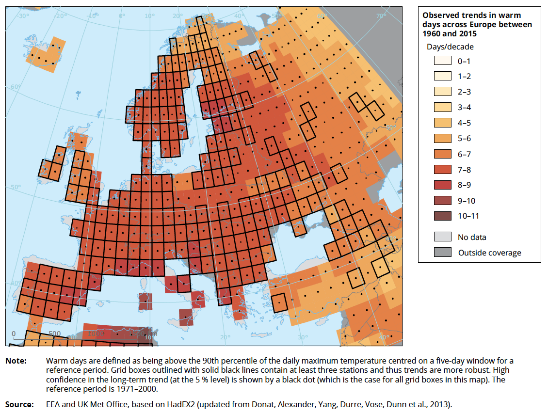 Observed trends in warm
days across Europe between
1960 and 2015
Days/decade
0–1
1–2
2–3
3–4
4–5
5–6
6–7
7–8
8–9
9–10
10–11
No data
Outside coverage
Note: Warm days are defined as being above the 90th percentile of the daily maximum temperature centred on a five-day window for a
reference period. Grid boxes outlined with solid black lines contain at least three stations and thus trends are more robust. High
confidence in the long-term trend (at the 5 % level) is shown by a black dot (which is the case for all grid boxes in this map). The
reference period is 1971–2000.
Source: EEA and UK Met Office, based on HadEX2 (updated from Donat, Alexander, Yang, Durre, Vose, Dunn et al., 2013).